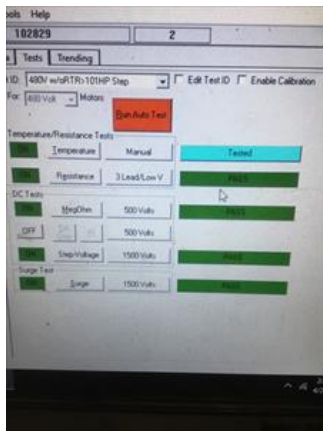 ools Help
102829 2
Tests Trending
ID: 480V w/oRTR>101HP Step Edit Test ID Enable Calibration
For: 480 Volt Motors
Run Auto Test
Temperature/Resistance Tests
ON Temperature Manual Tested
ON Resistance 3 Lead/Low V PASS
DC Tests
ON MegOhm 500 Volts PASS
OFF 500 Volts
ON Step-Voltage 1500 Volts PASS
Surge Test
ON Surge 1500 Volts PASS